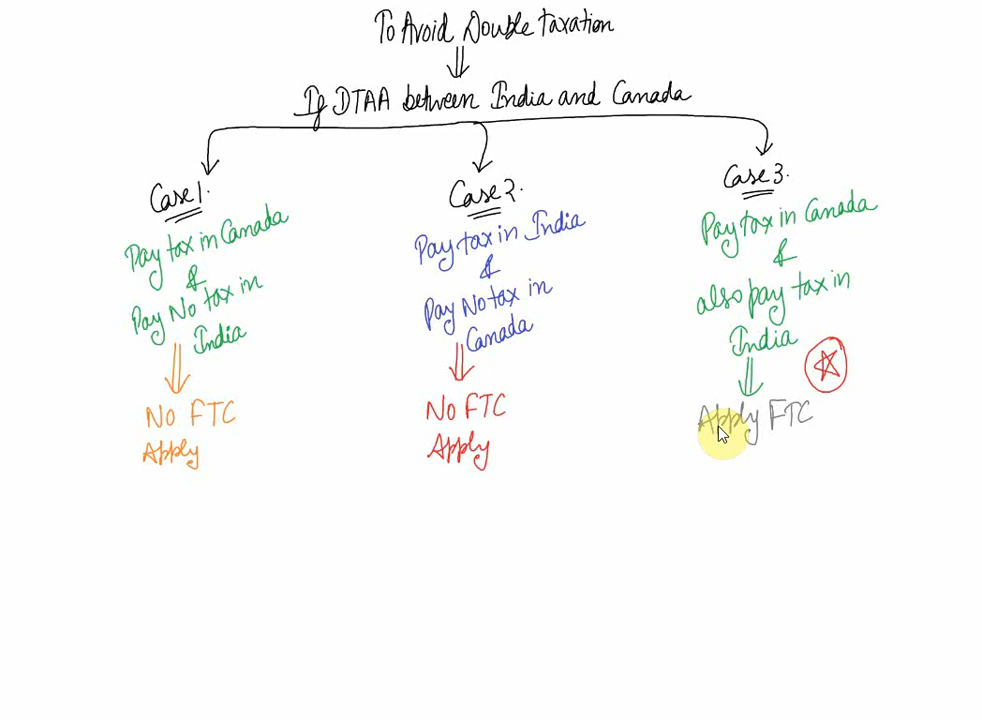 To Avoid Double taxation
If DTAA between India and Canada
Case 1.
Pay tax in Canada
&
Pay No tax in
India
No FTC
Apply
Case 2.
Pay tax in India
&
Pay No tax in
Canada
No FTC
Apply
Case 3.
Pay tax in Canada
&
also pay tax in
India
Apply FTC